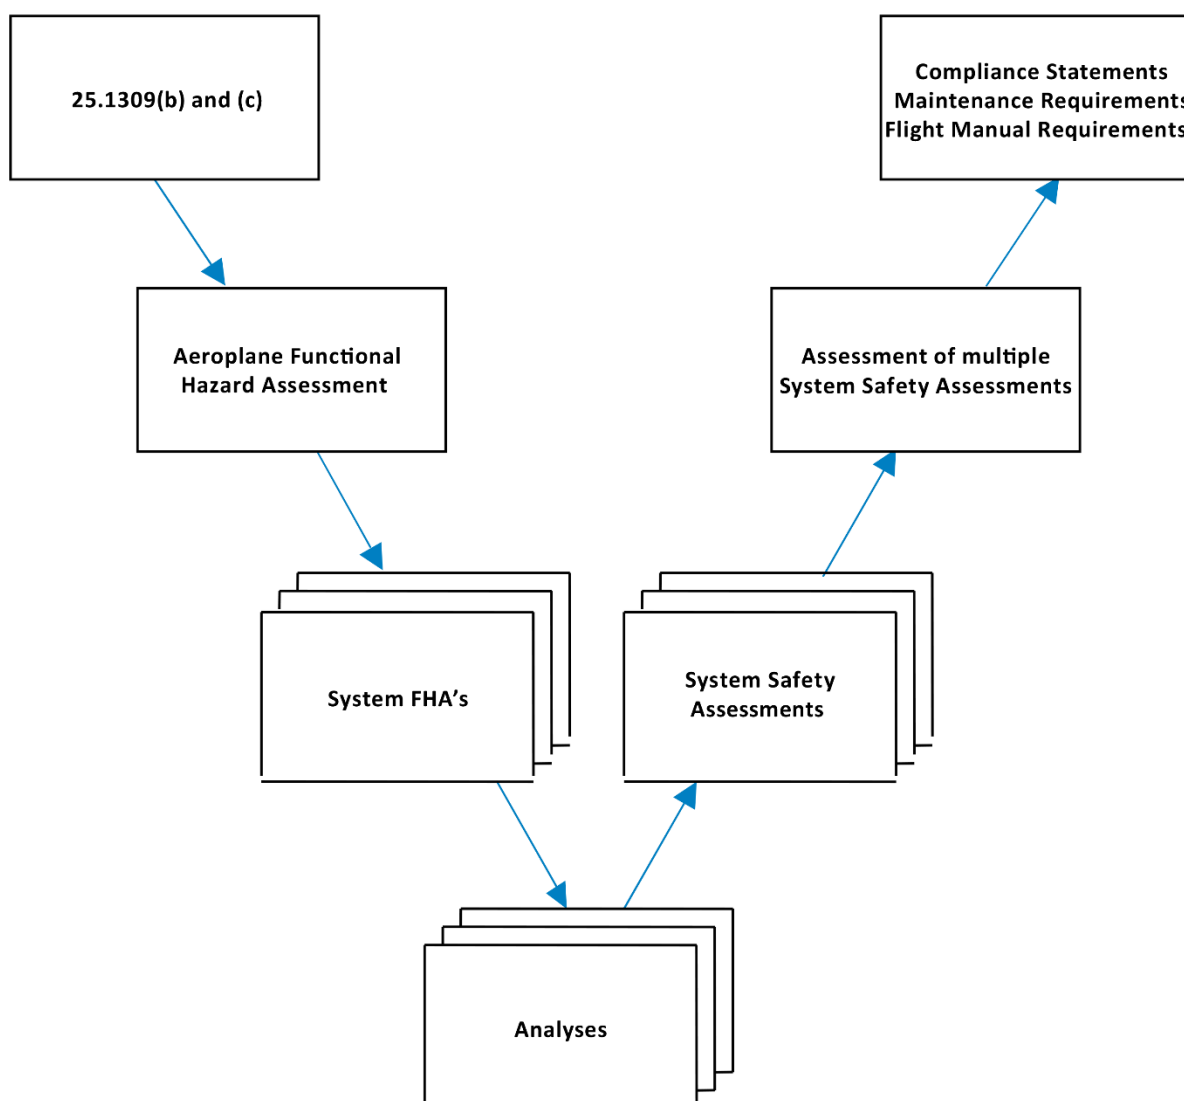 25.1309(b) and (c)
Compliance Statements
Maintenance Requirements
Flight Manual Requirements
Aeroplane Functional
Hazard Assessment
Assessment of multiple
System Safety Assessments
System FHA's
System Safety
Assessments
Analyses